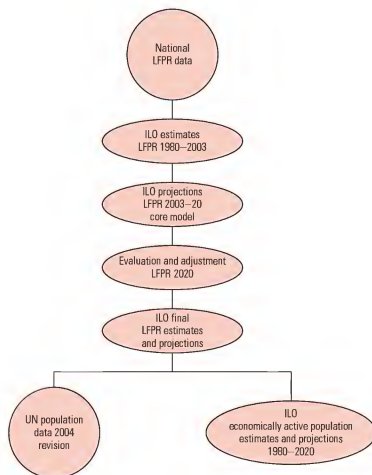 National
LFPR data
ILO estimates
LFPR 1980–2003
ILO projections
LFPR 2003–20
core model
Evaluation and adjustment
LFPR 2020
ILO final
LFPR estimates
and projections
UN population
data 2004
revision
ILO
economically active population
estimates and projections
1980–2020